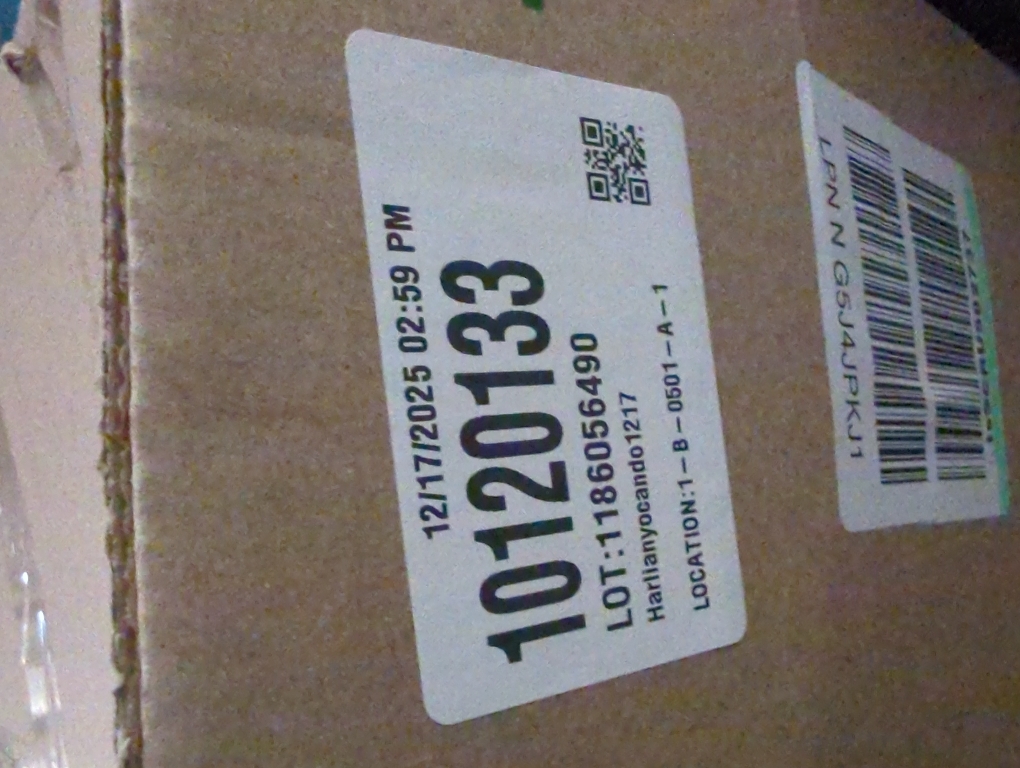 12/17/2025 02:59 PM
10120133
LOT:1186056490
Harlianyocando1217
LOCATION:1-B-0501-A-1
LPN N G5J4JPKJ1